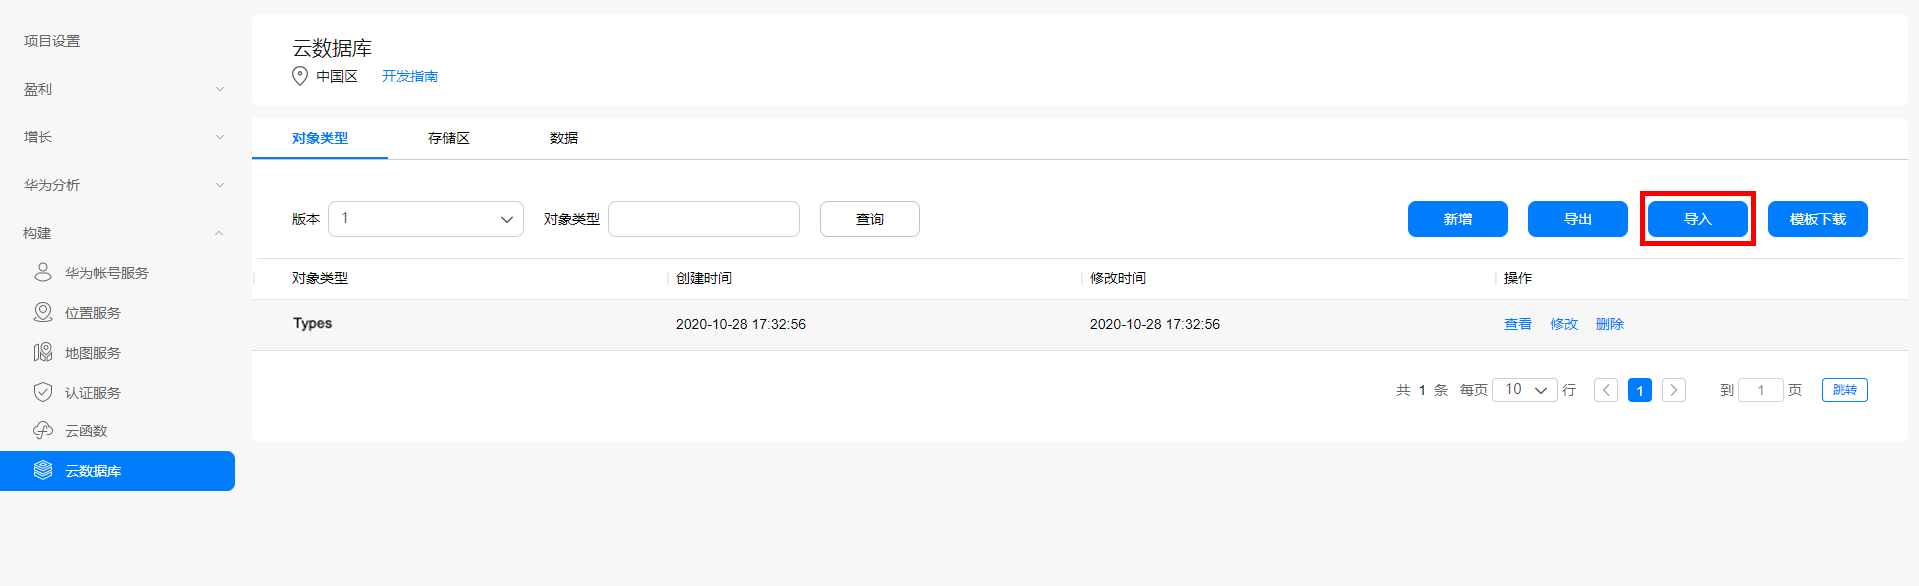 项目设置
盈利
增长
华为分析
构建
华为帐号服务
位置服务
地图服务
认证服务
云函数
云数据库
云数据库
中国区 开发指南
对象类型 存储区 数据
版本 1 对象类型 查询 新增 导出 导入 模板下载
对象类型 创建时间 修改时间 操作
Types 2020-10-28 17:32:56 2020-10-28 17:32:56 查看 修改 删除
共 1 条 每页 10 行 1 到 1 页 跳转